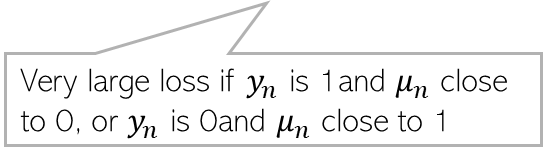 Very large loss if 𝑦ₙ is 1and 𝜇ₙ close
to 0, or 𝑦ₙ is 0and 𝜇ₙ close to 1